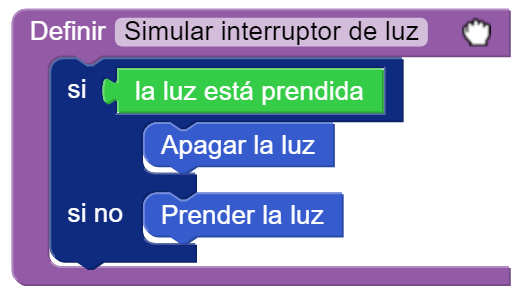 Definir Simular interruptor de luz
si la luz está prendida
Apagar la luz
si no Prender la luz